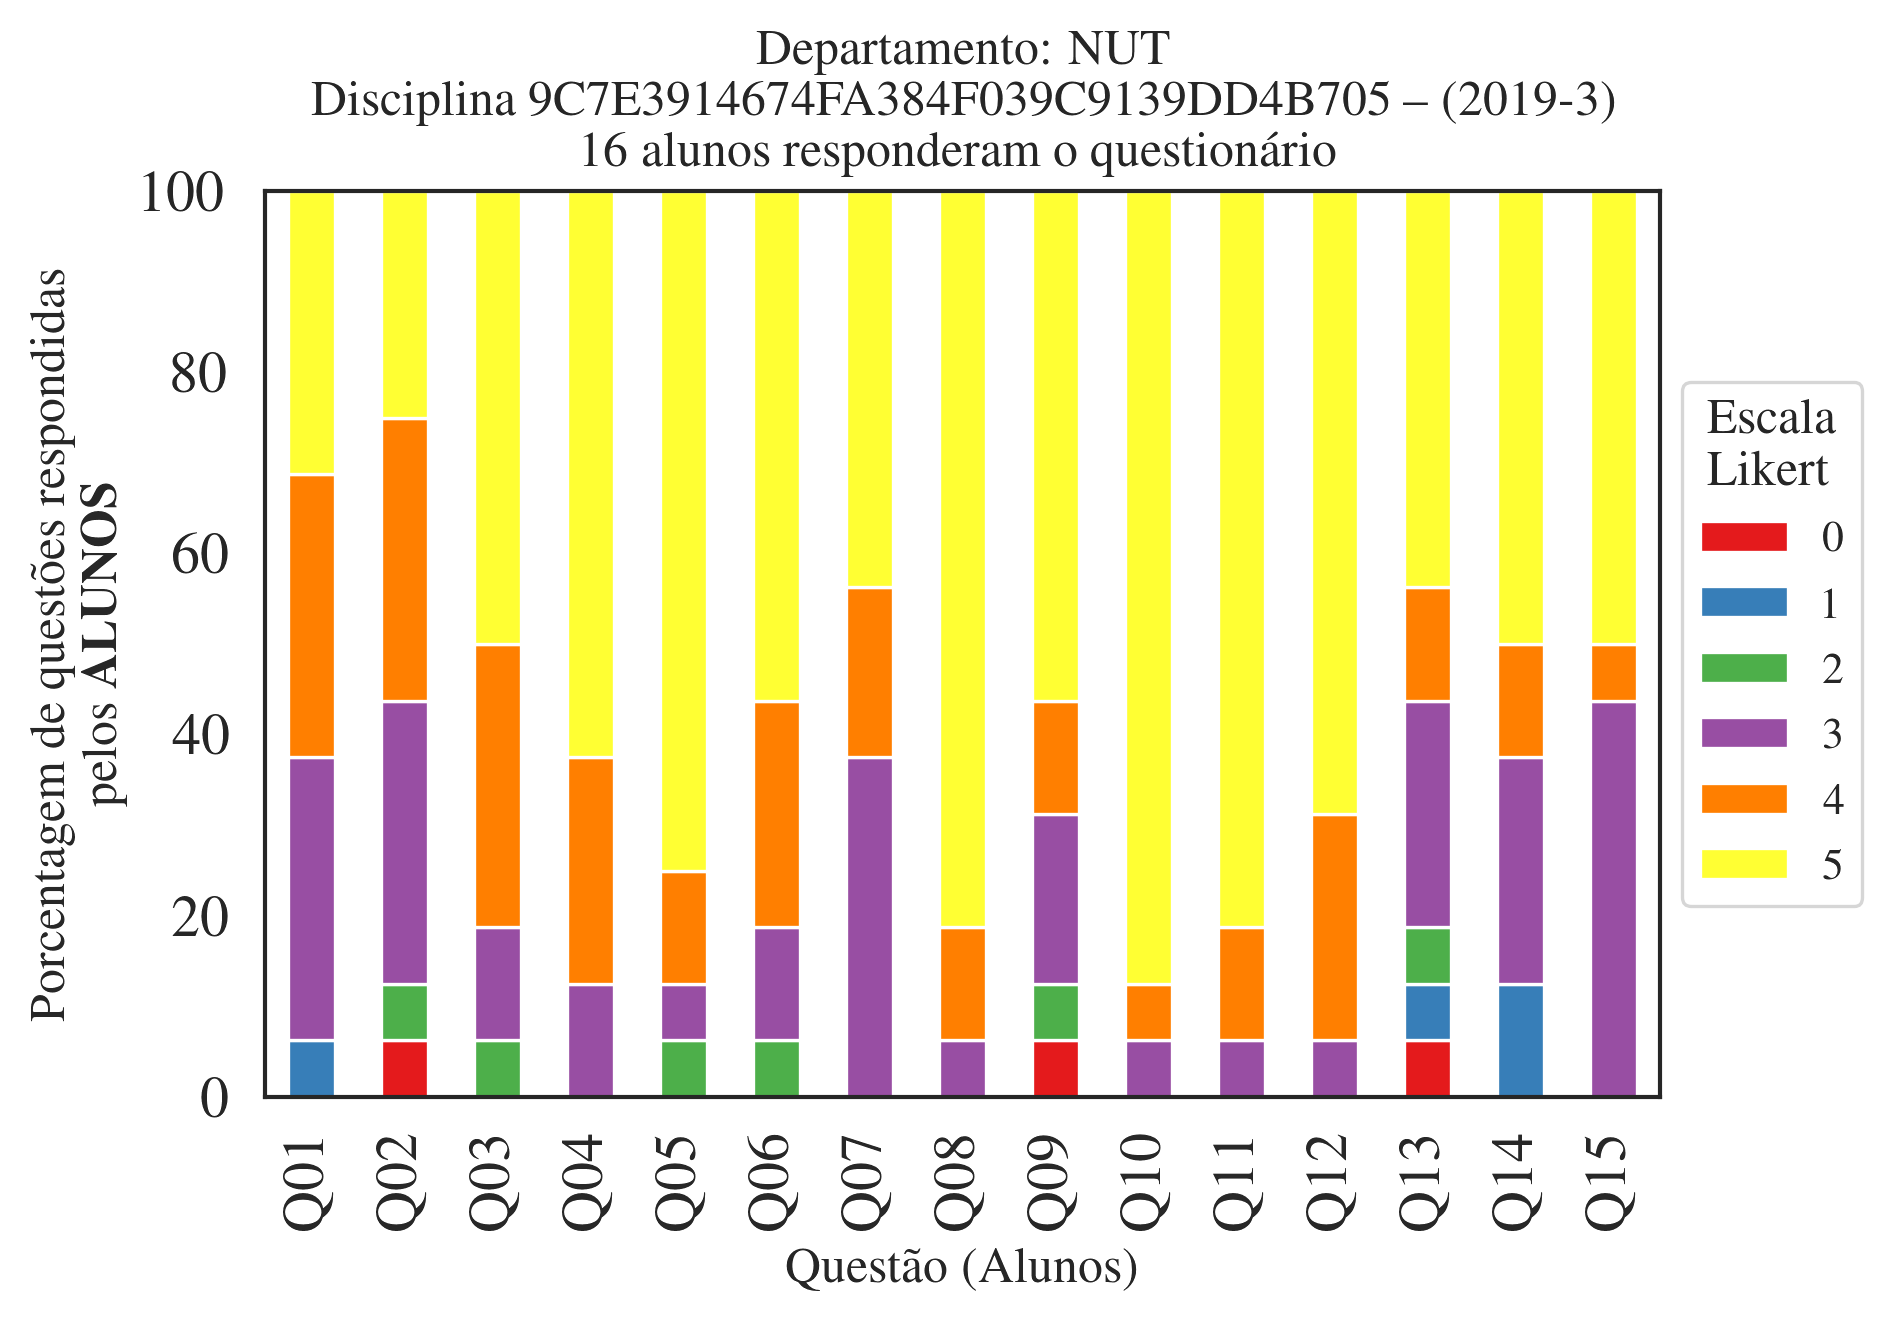 Departamento: NUT
Disciplina 9C7E3914674FA384F039C9139DD4B705 – (2019-3)
16 alunos responderam o questionário
Porcentagem de questões respondidas
pelos ALUNOS
100
80
60
40
20
0
Q01
Q02
Q03
Q04
Q05
Q06
Q07
Q08
Q09
Q10
Q11
Q12
Q13
Q14
Q15
Questão (Alunos)
Escala
Likert
0
1
2
3
4
5